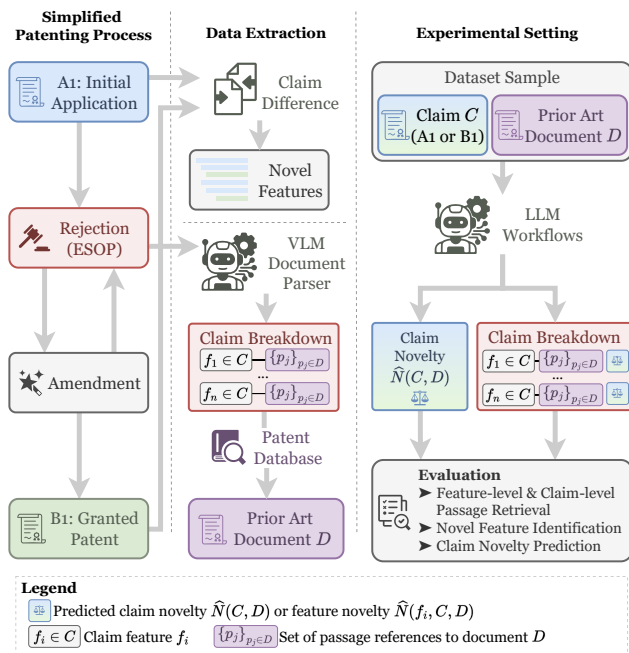 Simplified
Patenting Process
A1: Initial
Application
Rejection
(ESOP)
Amendment
B1: Granted
Patent
Data Extraction
Claim
Difference
Novel
Features
VLM
Document
Parser
Claim Breakdown
f₁ ∈ C {pⱼ}ₚⱼ∈D
...
fₙ ∈ C {pⱼ}ₚⱼ∈D
Patent
Database
Prior Art
Document D
Experimental Setting
Dataset Sample
Claim C
(A1 or B1)
Prior Art
Document D
LLM
Workflows
Claim
Novelty
N̂(C, D)
Claim Breakdown
f₁ ∈ C {pⱼ}ₚⱼ∈D
...
fₙ ∈ C {pⱼ}ₚⱼ∈D
Evaluation
➤ Feature-level & Claim-level
Passage Retrieval
➤ Novel Feature Identification
➤ Claim Novelty Prediction
Legend
Predicted claim novelty N̂(C, D) or feature novelty N̂(fᵢ, C, D)
fᵢ ∈ C Claim feature fᵢ {pⱼ}ₚⱼ∈D Set of passage references to document D